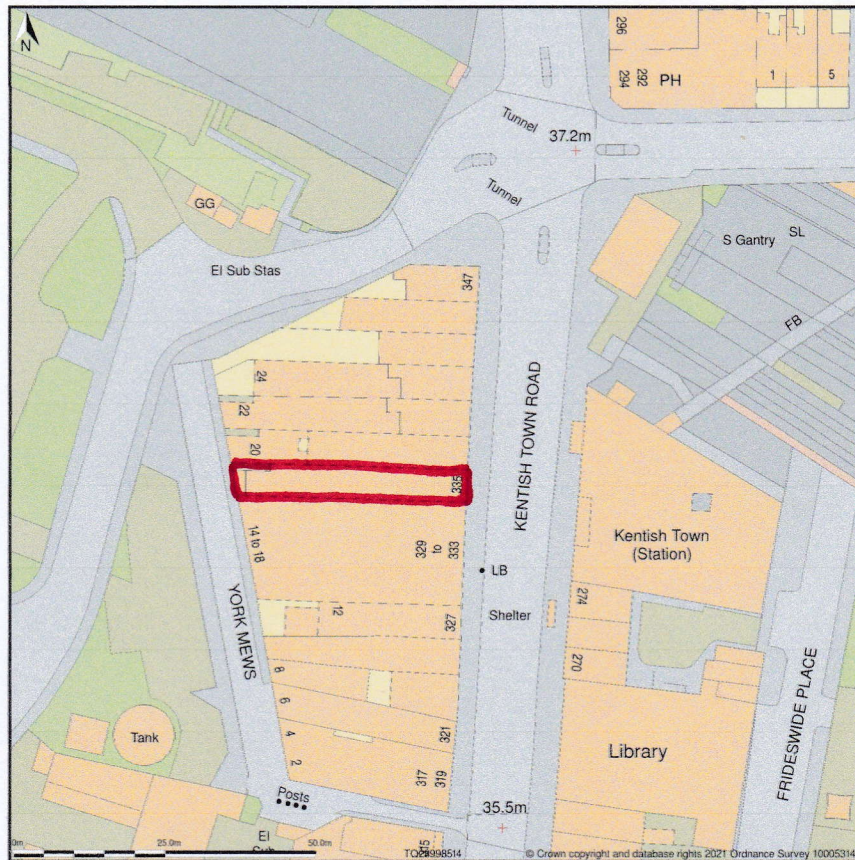 N
296
294
292
PH
1
5
Tunnel
37.2m
Tunnel
GG
S Gantry
SL
El Sub Stas
347
FB
24
22
20
KENTISH TOWN ROAD
335
14 to 18
329
to
333
Kentish Town
(Station)
LB
12
327
Shelter
274
YORK MEWS
270
8
6
4
2
321
317
319
Tank
Library
FRIDESWIDE PLACE
Posts
35.5m
El
0m
25.0m
50.0m
© Crown copyright and database rights 2021 Ordnance Survey 10005314